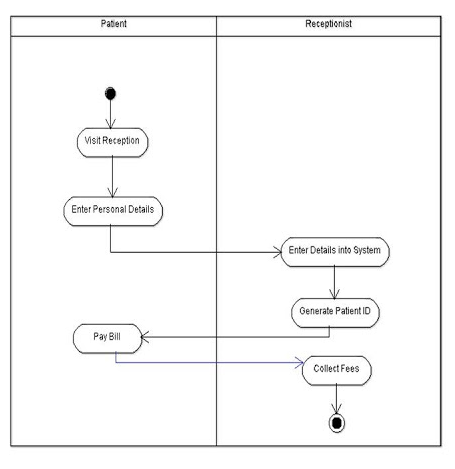 Patient
Receptionist
Visit Reception
Enter Personal Details
Enter Details into System
Generate Patient ID
Pay Bill
Collect Fees